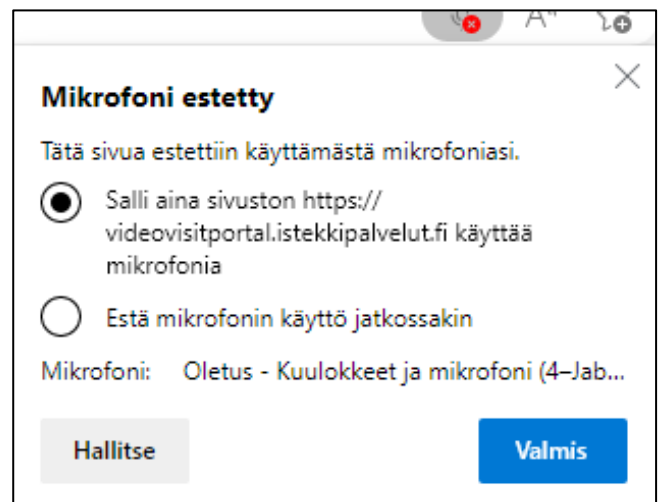 Mikrofoni estetty
Tätä sivua estettiin käyttämästä mikrofoniasi.
Salli aina sivuston https://
videovisitportal.istekkipalvelut.fi käyttää
mikrofonia
Estä mikrofonin käyttö jatkossakin
Mikrofoni: Oletus - Kuulokkeet ja mikrofoni (4–Jab...
Hallitse Valmis